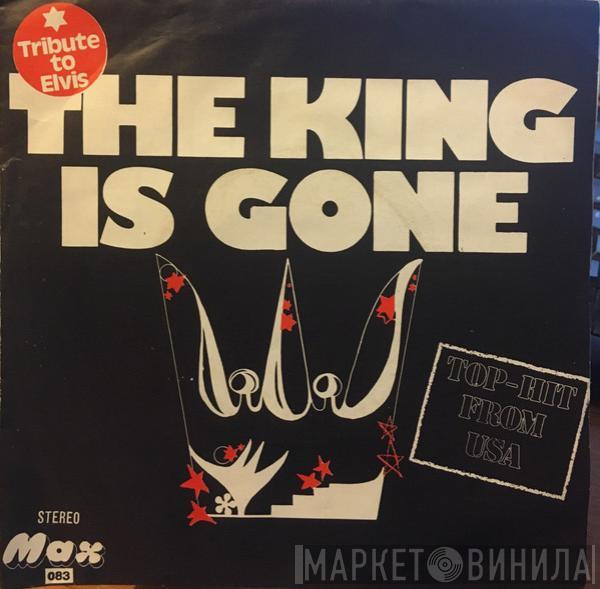 Tribute
to
Elvis
THE KING
IS GONE
TOP-HIT
FROM
USA
STEREO
Max
083
МАРКЕТ ВИНИЛА